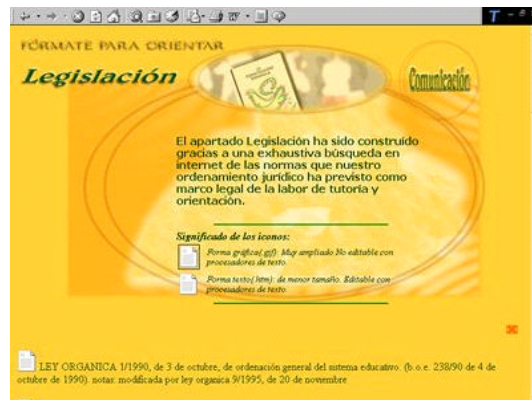 FÓRMATE PARA ORIENTAR
Legislación
Comunicación
El apartado Legislación ha sido construido
gracias a una exhaustiva búsqueda en
internet de las normas que nuestro
ordenamiento jurídico ha previsto como
marco legal de la labor de tutoría y
orientación.
Significado de los iconos:
Forma gráfica(.gif): Muy ampliado No editable con
procesadores de texto.
Forma texto(.htm): de menor tamaño. Editable con
procesadores de texto.
LEY ORGANICA 1/1990, de 3 de octubre, de ordenación general del sistema educativo. (b.o.e. 238/90 de 4 de
octubre de 1990). notas: modificada por ley organica 9/1995, de 20 de noviembre